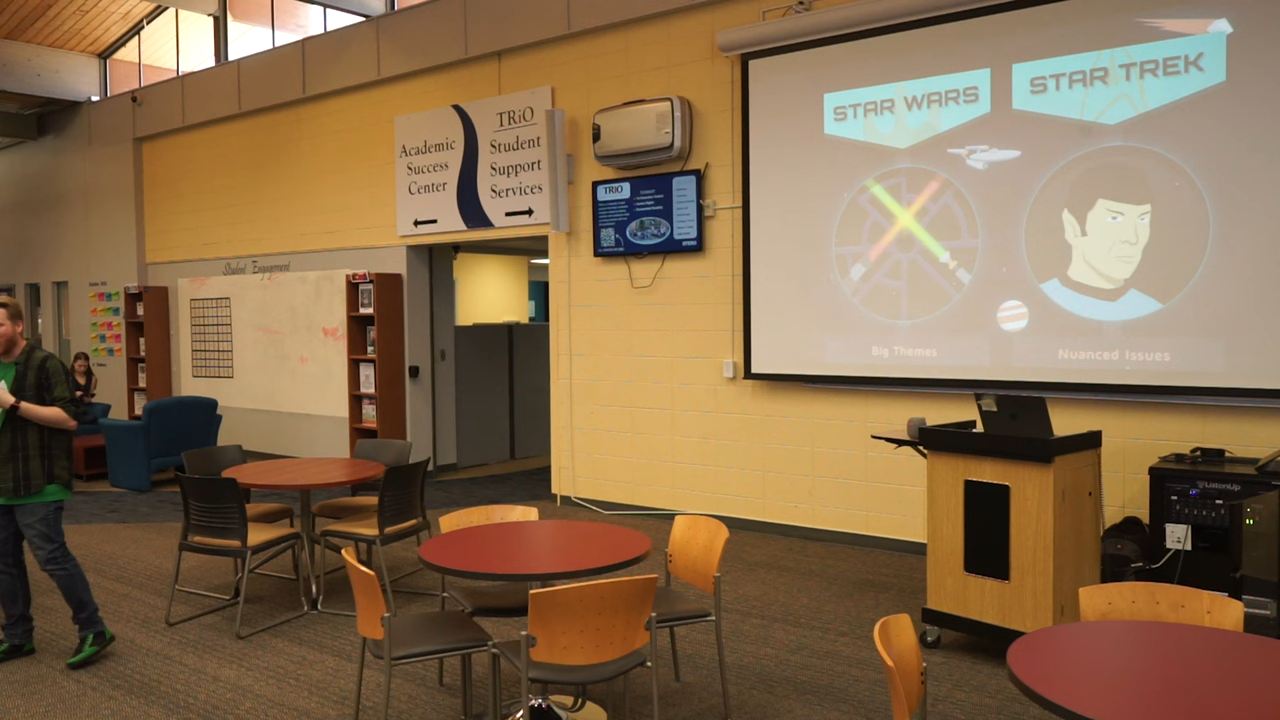 STAR WARS
STAR TREK
Big Themes
Nuanced Issues
Academic
Success
Center
TRiO
Student
Support
Services
TRiO
Student Engagement
ListenUp